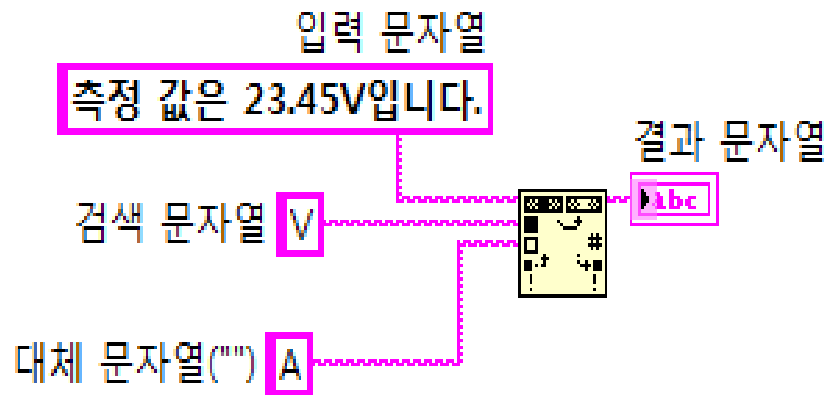 입력 문자열
측정 값은 23.45V입니다.
결과 문자열
abc
검색 문자열 V
#
대체 문자열("") A